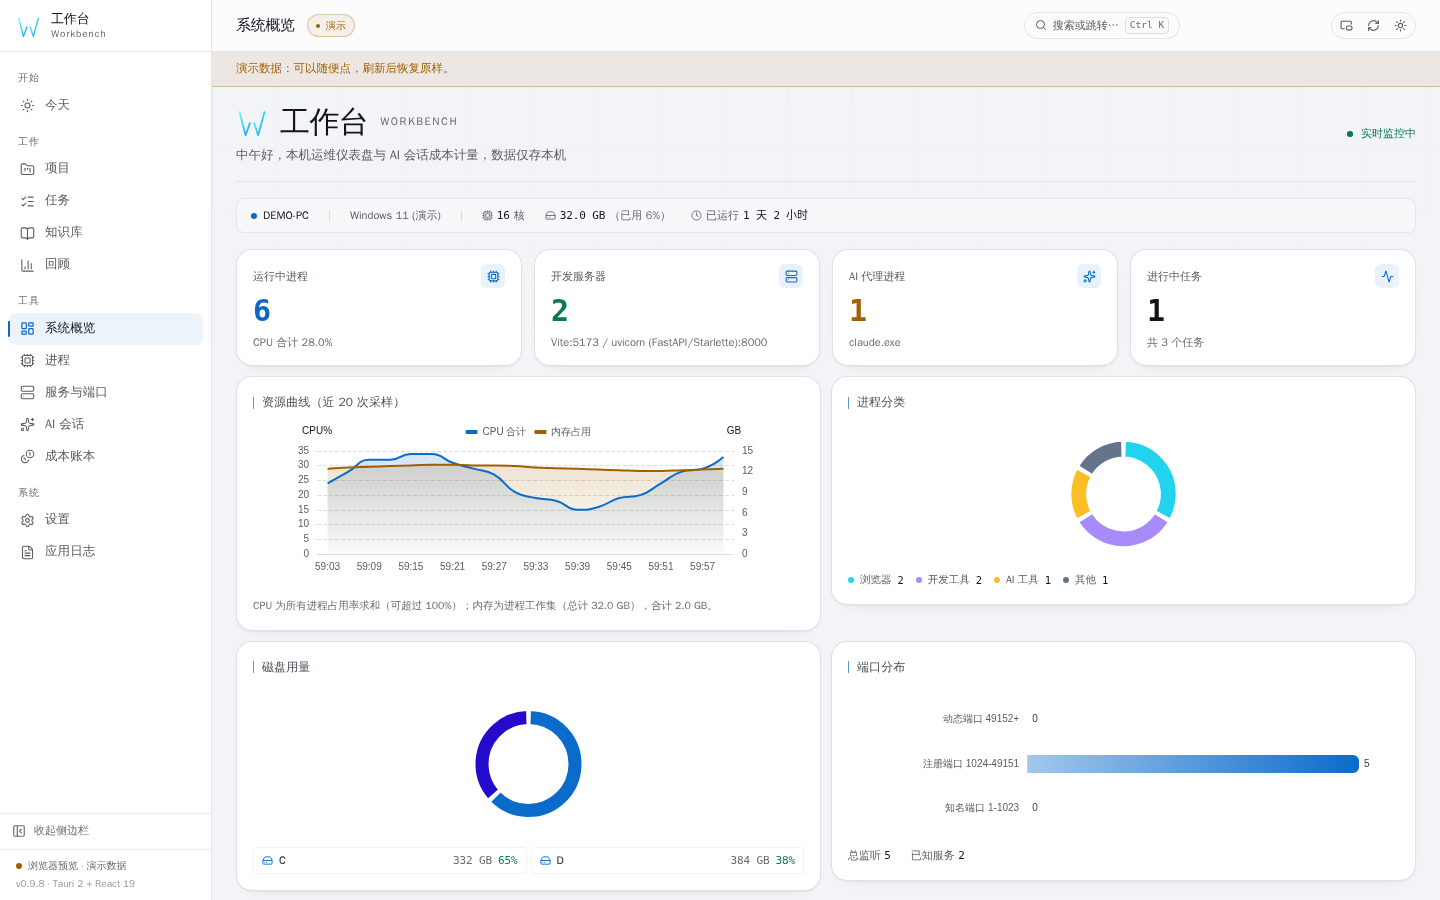 工作台
Workbench
开始
今天
工作
项目
任务
知识库
回顾
工具
系统概览
进程
服务与端口
AI 会话
成本账本
系统
设置
应用日志
收起侧边栏
浏览器预览 · 演示数据
v0.9.8 · Tauri 2 + React 19
系统概览
演示
搜索或跳转··· Ctrl K
演示数据：可以随便点，刷新后恢复原样。
工作台 WORKBENCH
中午好，本机运维仪表盘与 AI 会话成本计量，数据仅存本机
实时监控中
DEMO-PC Windows 11 (演示) 16 核 32.0 GB （已用 6%） 已运行 1 天 2 小时
运行中进程
6
CPU 合计 28.0%
开发服务器
2
Vite:5173 / uvicorn (FastAPI/Starlette):8000
AI 代理进程
1
claude.exe
进行中任务
1
共 3 个任务
资源曲线（近 20 次采样）
CPU% CPU 合计 内存占用 GB
35 15
30 12
25 9
20 6
15 3
10 0
5
0
59:03 59:09 59:15 59:21 59:27 59:33 59:39 59:45 59:51 59:57
CPU 为所有进程占用率求和（可超过 100%）；内存为进程工作集（总计 32.0 GB），合计 2.0 GB。
进程分类
浏览器 2 开发工具 2 AI 工具 1 其他 1
磁盘用量
C 332 GB 65%
D 384 GB 38%
端口分布
动态端口 49152+ 0
注册端口 1024-49151 5
知名端口 1-1023 0
总监听 5 已知服务 2